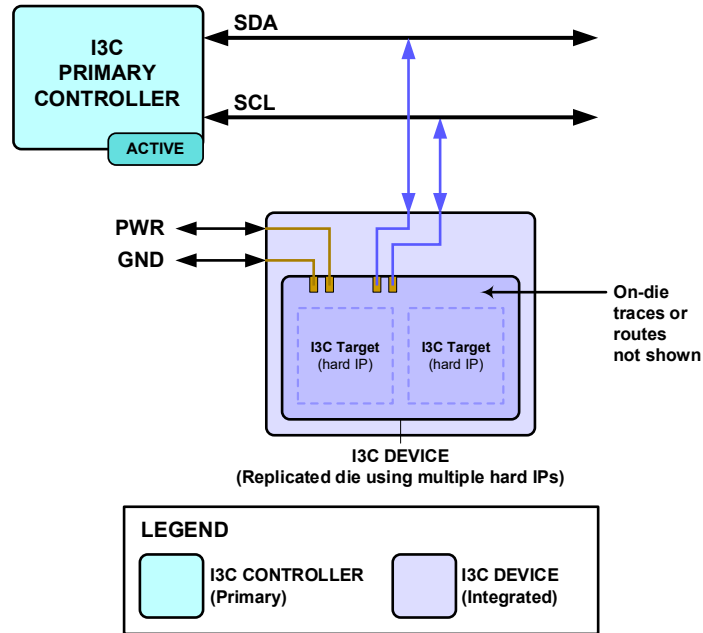 I3C
PRIMARY
CONTROLLER
ACTIVE
SDA
SCL
PWR
GND
I3C Target
(hard IP)
I3C Target
(hard IP)
On-die
traces or
routes
not shown
I3C DEVICE
(Replicated die using multiple hard IPs)
LEGEND
I3C CONTROLLER
(Primary)
I3C DEVICE
(Integrated)